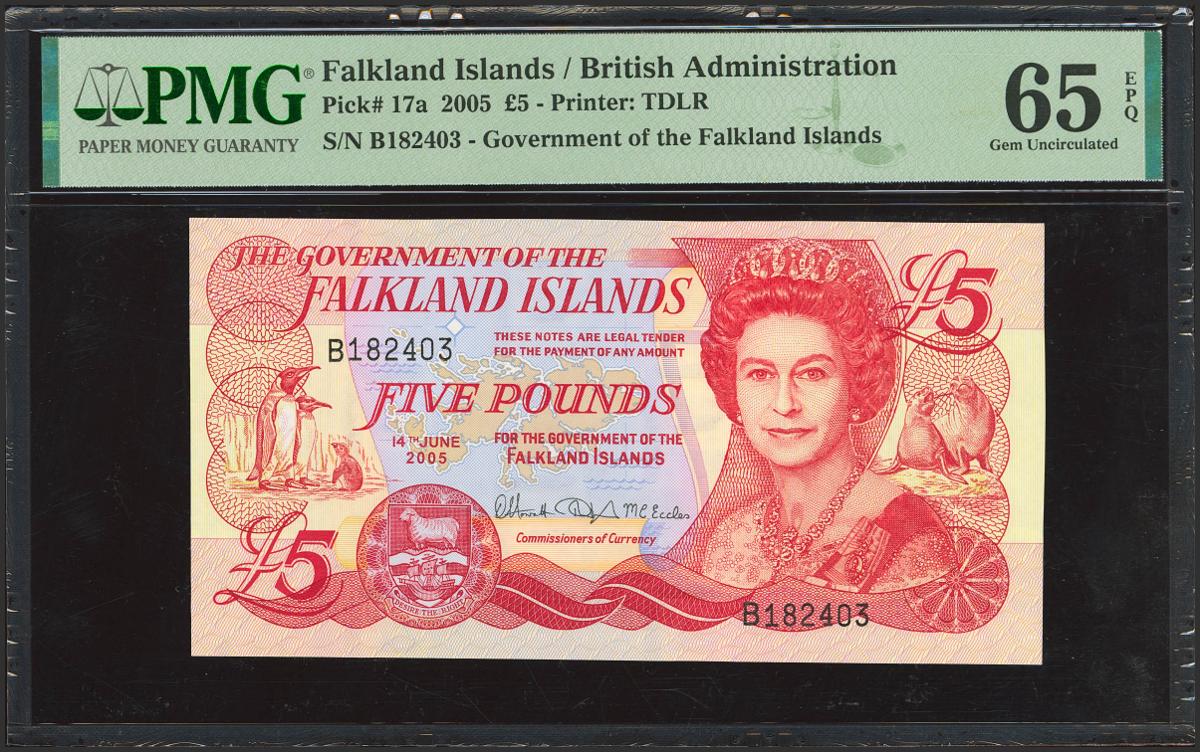 PMG®
PAPER MONEY GUARANTY
Falkland Islands / British Administration
Pick# 17a 2005 £5 - Printer: TDLR
S/N B182403 - Government of the Falkland Islands
65
EPQ
Gem Uncirculated
THE GOVERNMENT OF THE
FALKLAND ISLANDS
£5
THESE NOTES ARE LEGAL TENDER
FOR THE PAYMENT OF ANY AMOUNT
B182403
FIVE POUNDS
14TH JUNE
2005
FOR THE GOVERNMENT OF THE
FALKLAND ISLANDS
Commissioners of Currency
£5
DESIRE THE RIGHT
B182403